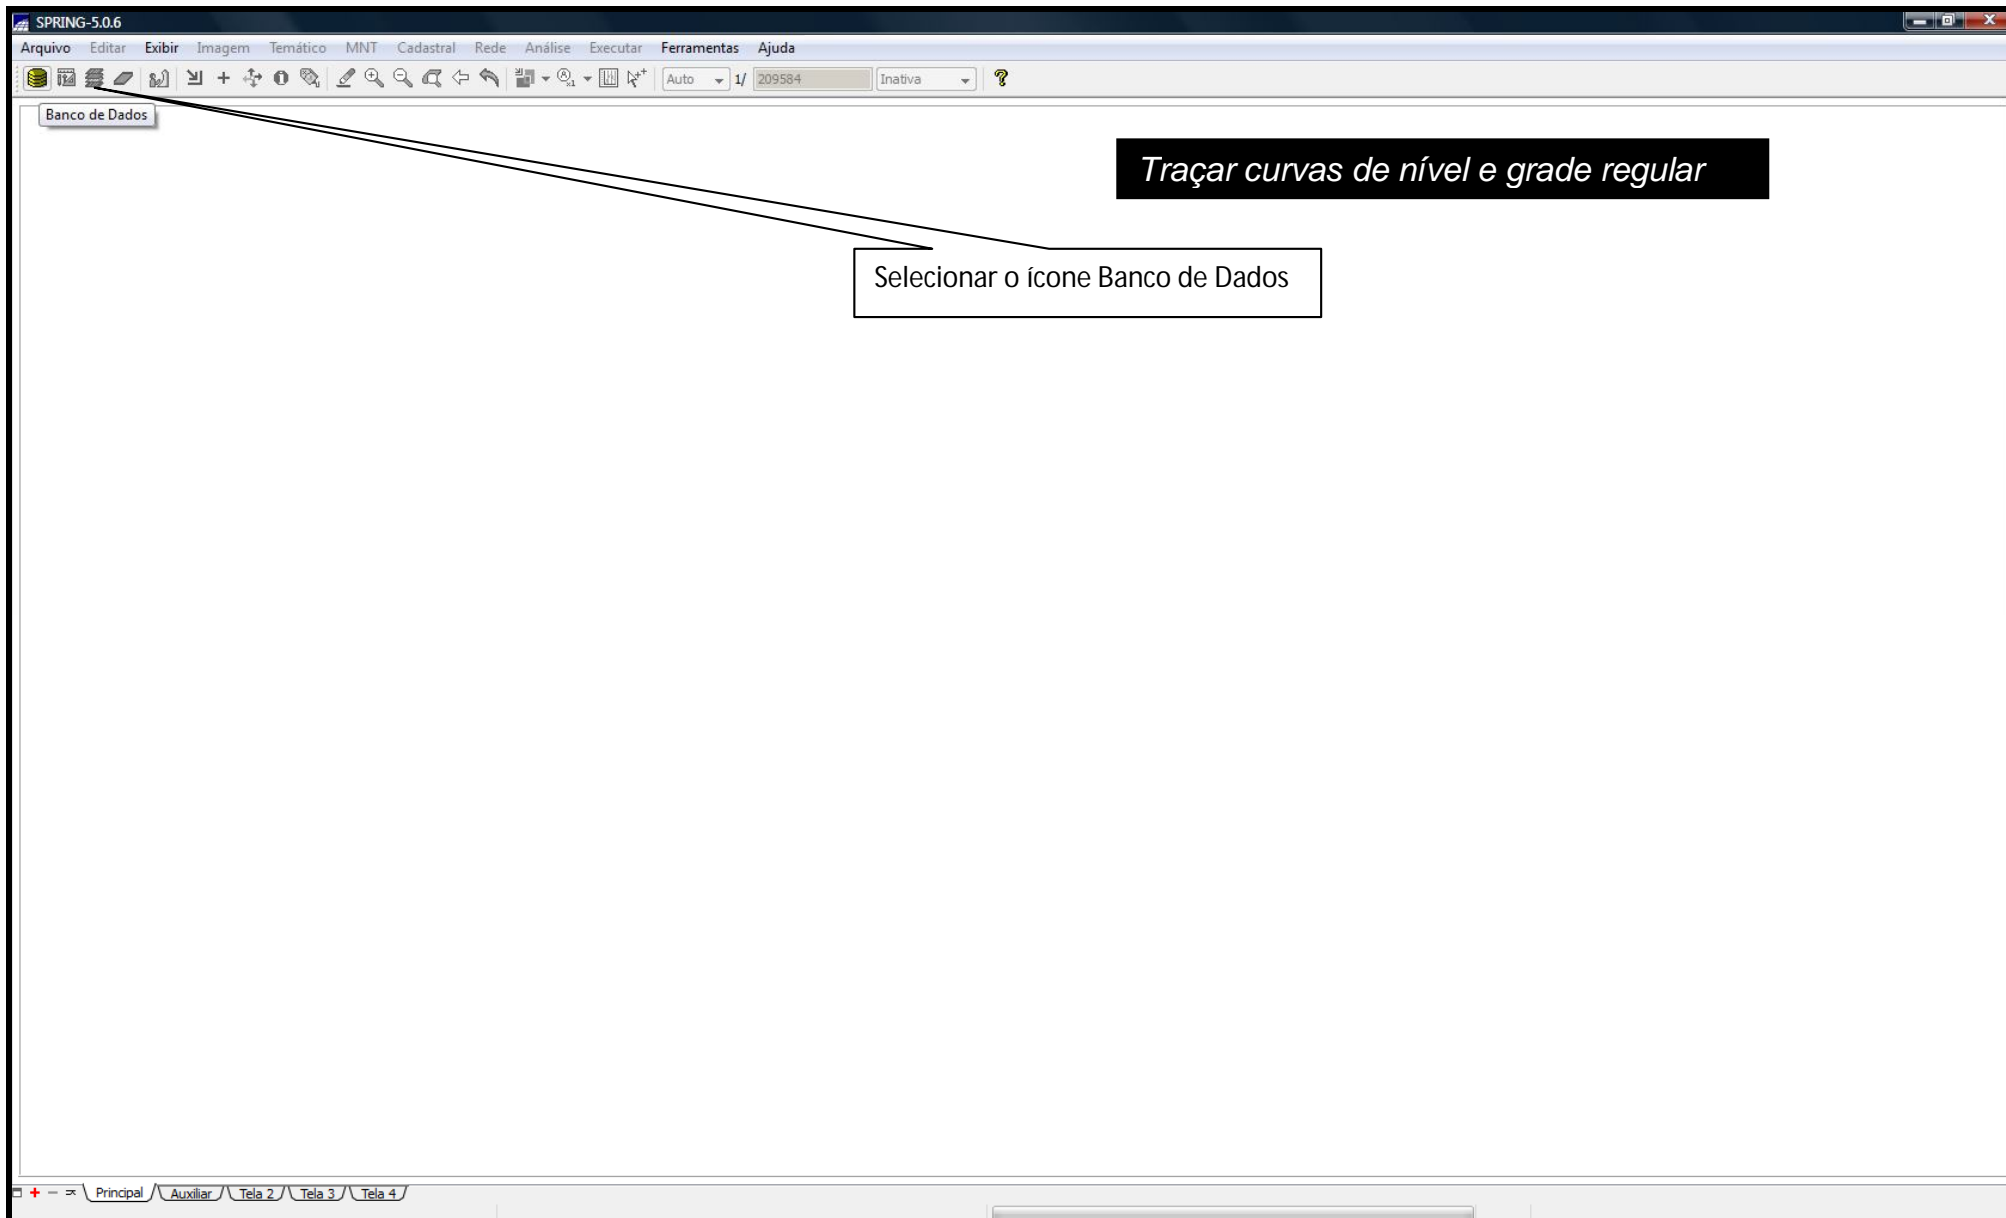 SPRING-5.0.6
Arquivo Editar Exibir Imagem Temático MNT Cadastral Rede Análise Executar Ferramentas Ajuda
Auto 1/ 209584 Inativa
Banco de Dados
Traçar curvas de nível e grade regular
Selecionar o ícone Banco de Dados
Principal Auxiliar Tela 2 Tela 3 Tela 4